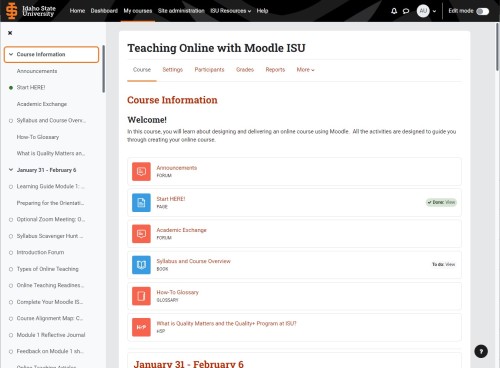 Idaho State
University
Home Dashboard My courses Site administration ISU Resources Help
AU
Edit mode
Course Information
Announcements
Start HERE!
Academic Exchange
Syllabus and Course Overv...
How-To Glossary
What is Quality Matters an...
January 31 - February 6
Learning Guide Module 1: ...
Preparing for the Orientati...
Optional Zoom Meeting: O...
Syllabus Scavenger Hunt ...
Introduction Forum
Types of Online Teaching
Online Teaching Readines...
Complete Your Moodle IS...
Course Alignment Map: C...
Module 1 Reflective Journal
Feedback on Module 1 sh...
Online Teaching Articles
Teaching Online with Moodle ISU
Course Settings Participants Grades Reports More
Course Information
Welcome!
In this course, you will learn about designing and delivering an online course using Moodle. All the activities are designed to guide you
through creating your online course.
Announcements
FORUM
Start HERE!
PAGE
Done: View
Academic Exchange
FORUM
Syllabus and Course Overview
BOOK
To do: View
How-To Glossary
GLOSSARY
H-P
What is Quality Matters and the Quality+ Program at ISU?
H5P
January 31 - February 6
?